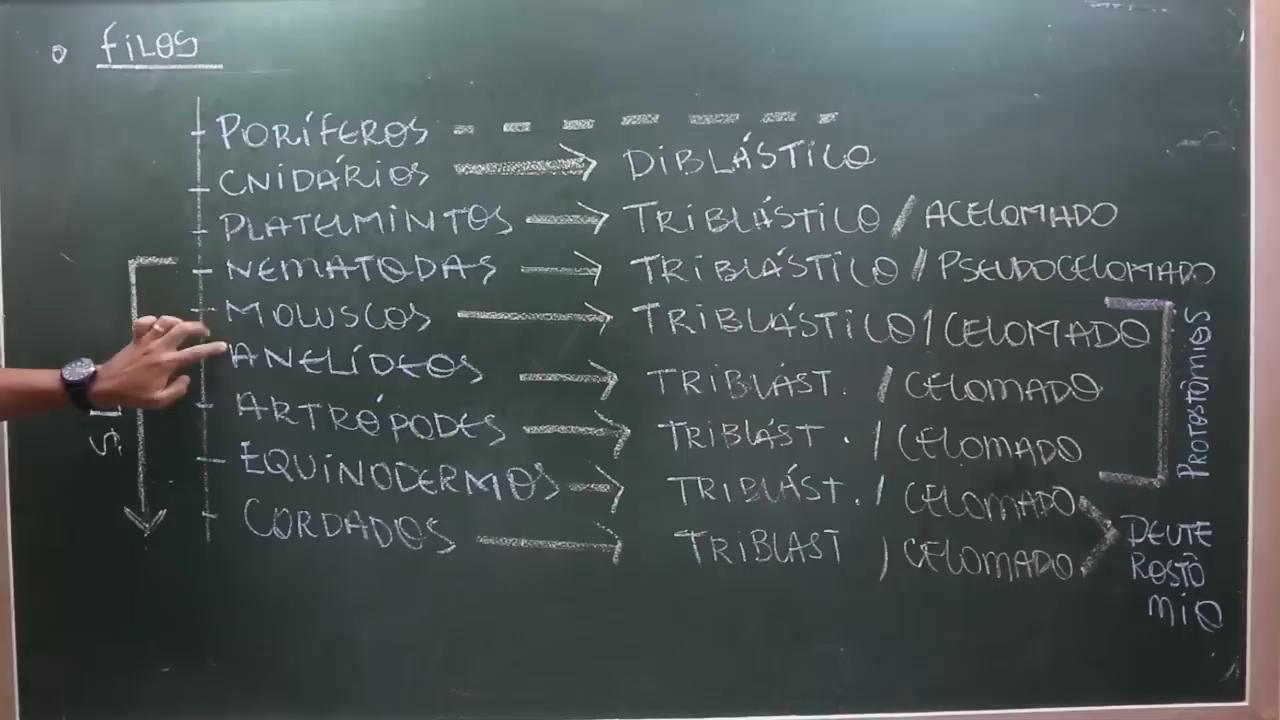 FILOS
PORÍFEROS
CNIDÁRIOS DIBLÁSTICO
PLATELMINTOS TRIBLÁSTICO / ACELOMADO
NEMATODAS TRIBLÁSTICO / PSEUDOCELOMADO
MOLUSCOS TRIBLÁSTICO / CELOMADO
ANELÍDEOS TRIBLÁST. / CELOMADO
ARTRÓPODES TRIBLÁST. / CELOMADO
EQUINODERMOS TRIBLÁST. / CELOMADO
CORDADOS TRIBLAST / CELOMADO
PROTOSTÔMIOS
DEUTE
ROSTÔ
MIO